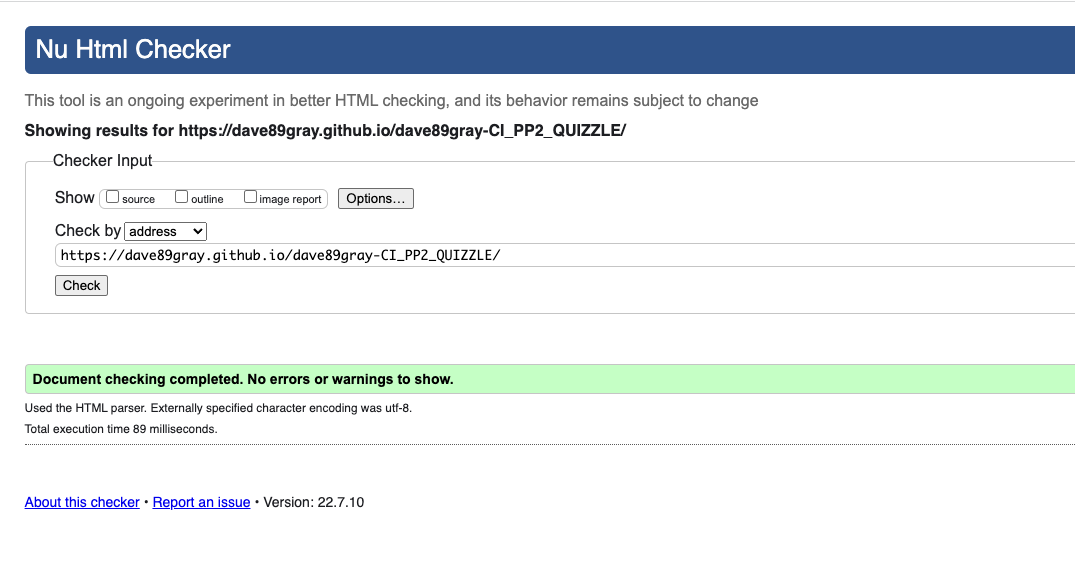 Nu Html Checker
This tool is an ongoing experiment in better HTML checking, and its behavior remains subject to change
Showing results for https://dave89gray.github.io/dave89gray-CI_PP2_QUIZZLE/
Checker Input
Show source outline image report Options...
Check by address
https://dave89gray.github.io/dave89gray-CI_PP2_QUIZZLE/
Check
Document checking completed. No errors or warnings to show.
Used the HTML parser. Externally specified character encoding was utf-8.
Total execution time 89 milliseconds.
About this checker • Report an issue • Version: 22.7.10